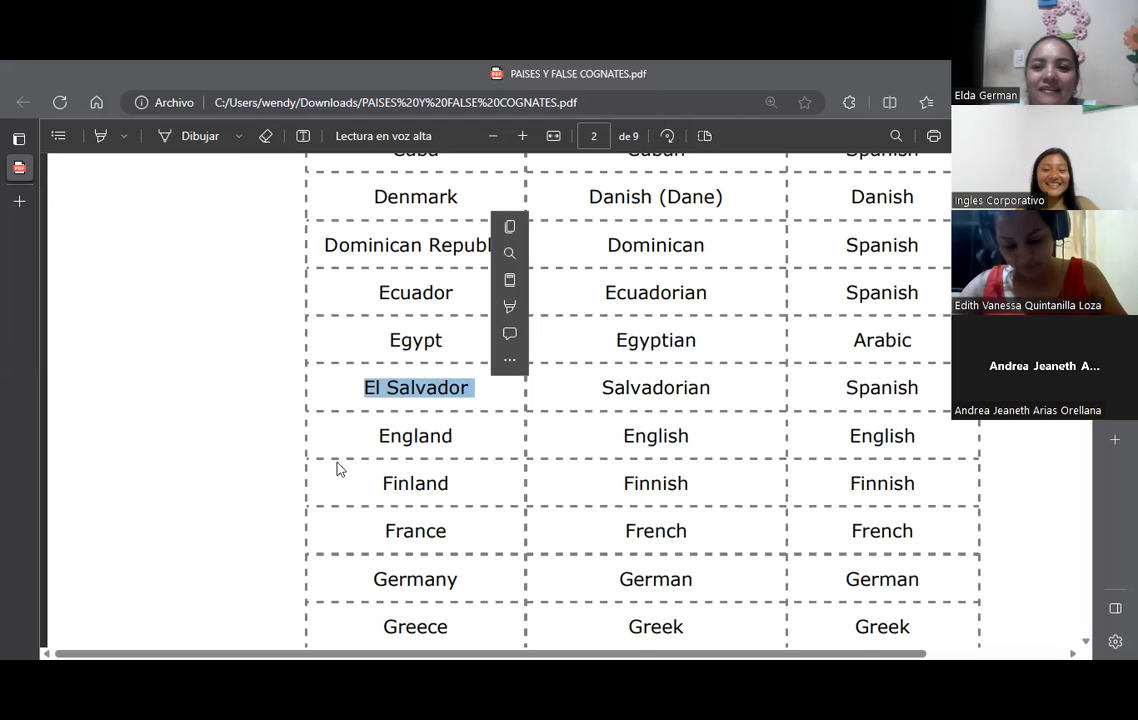 PAISES Y FALSE COGNATES.pdf
Archivo C:/Users/wendy/Downloads/PAISES%20Y%20FALSE%20COGNATES.pdf
Dibujar Lectura en voz alta 2 de 9
Cuba Cuban Spanish
Denmark Danish (Dane) Danish
Dominican Republ Dominican Spanish
Ecuador Ecuadorian Spanish
Egypt Egyptian Arabic
El Salvador Salvadorian Spanish
England English English
Finland Finnish Finnish
France French French
Germany German German
Greece Greek Greek
Elda German
Ingles Corporativo
Edith Vanessa Quintanilla Loza
Andrea Jeaneth A...
Andrea Jeaneth Arias Orellana